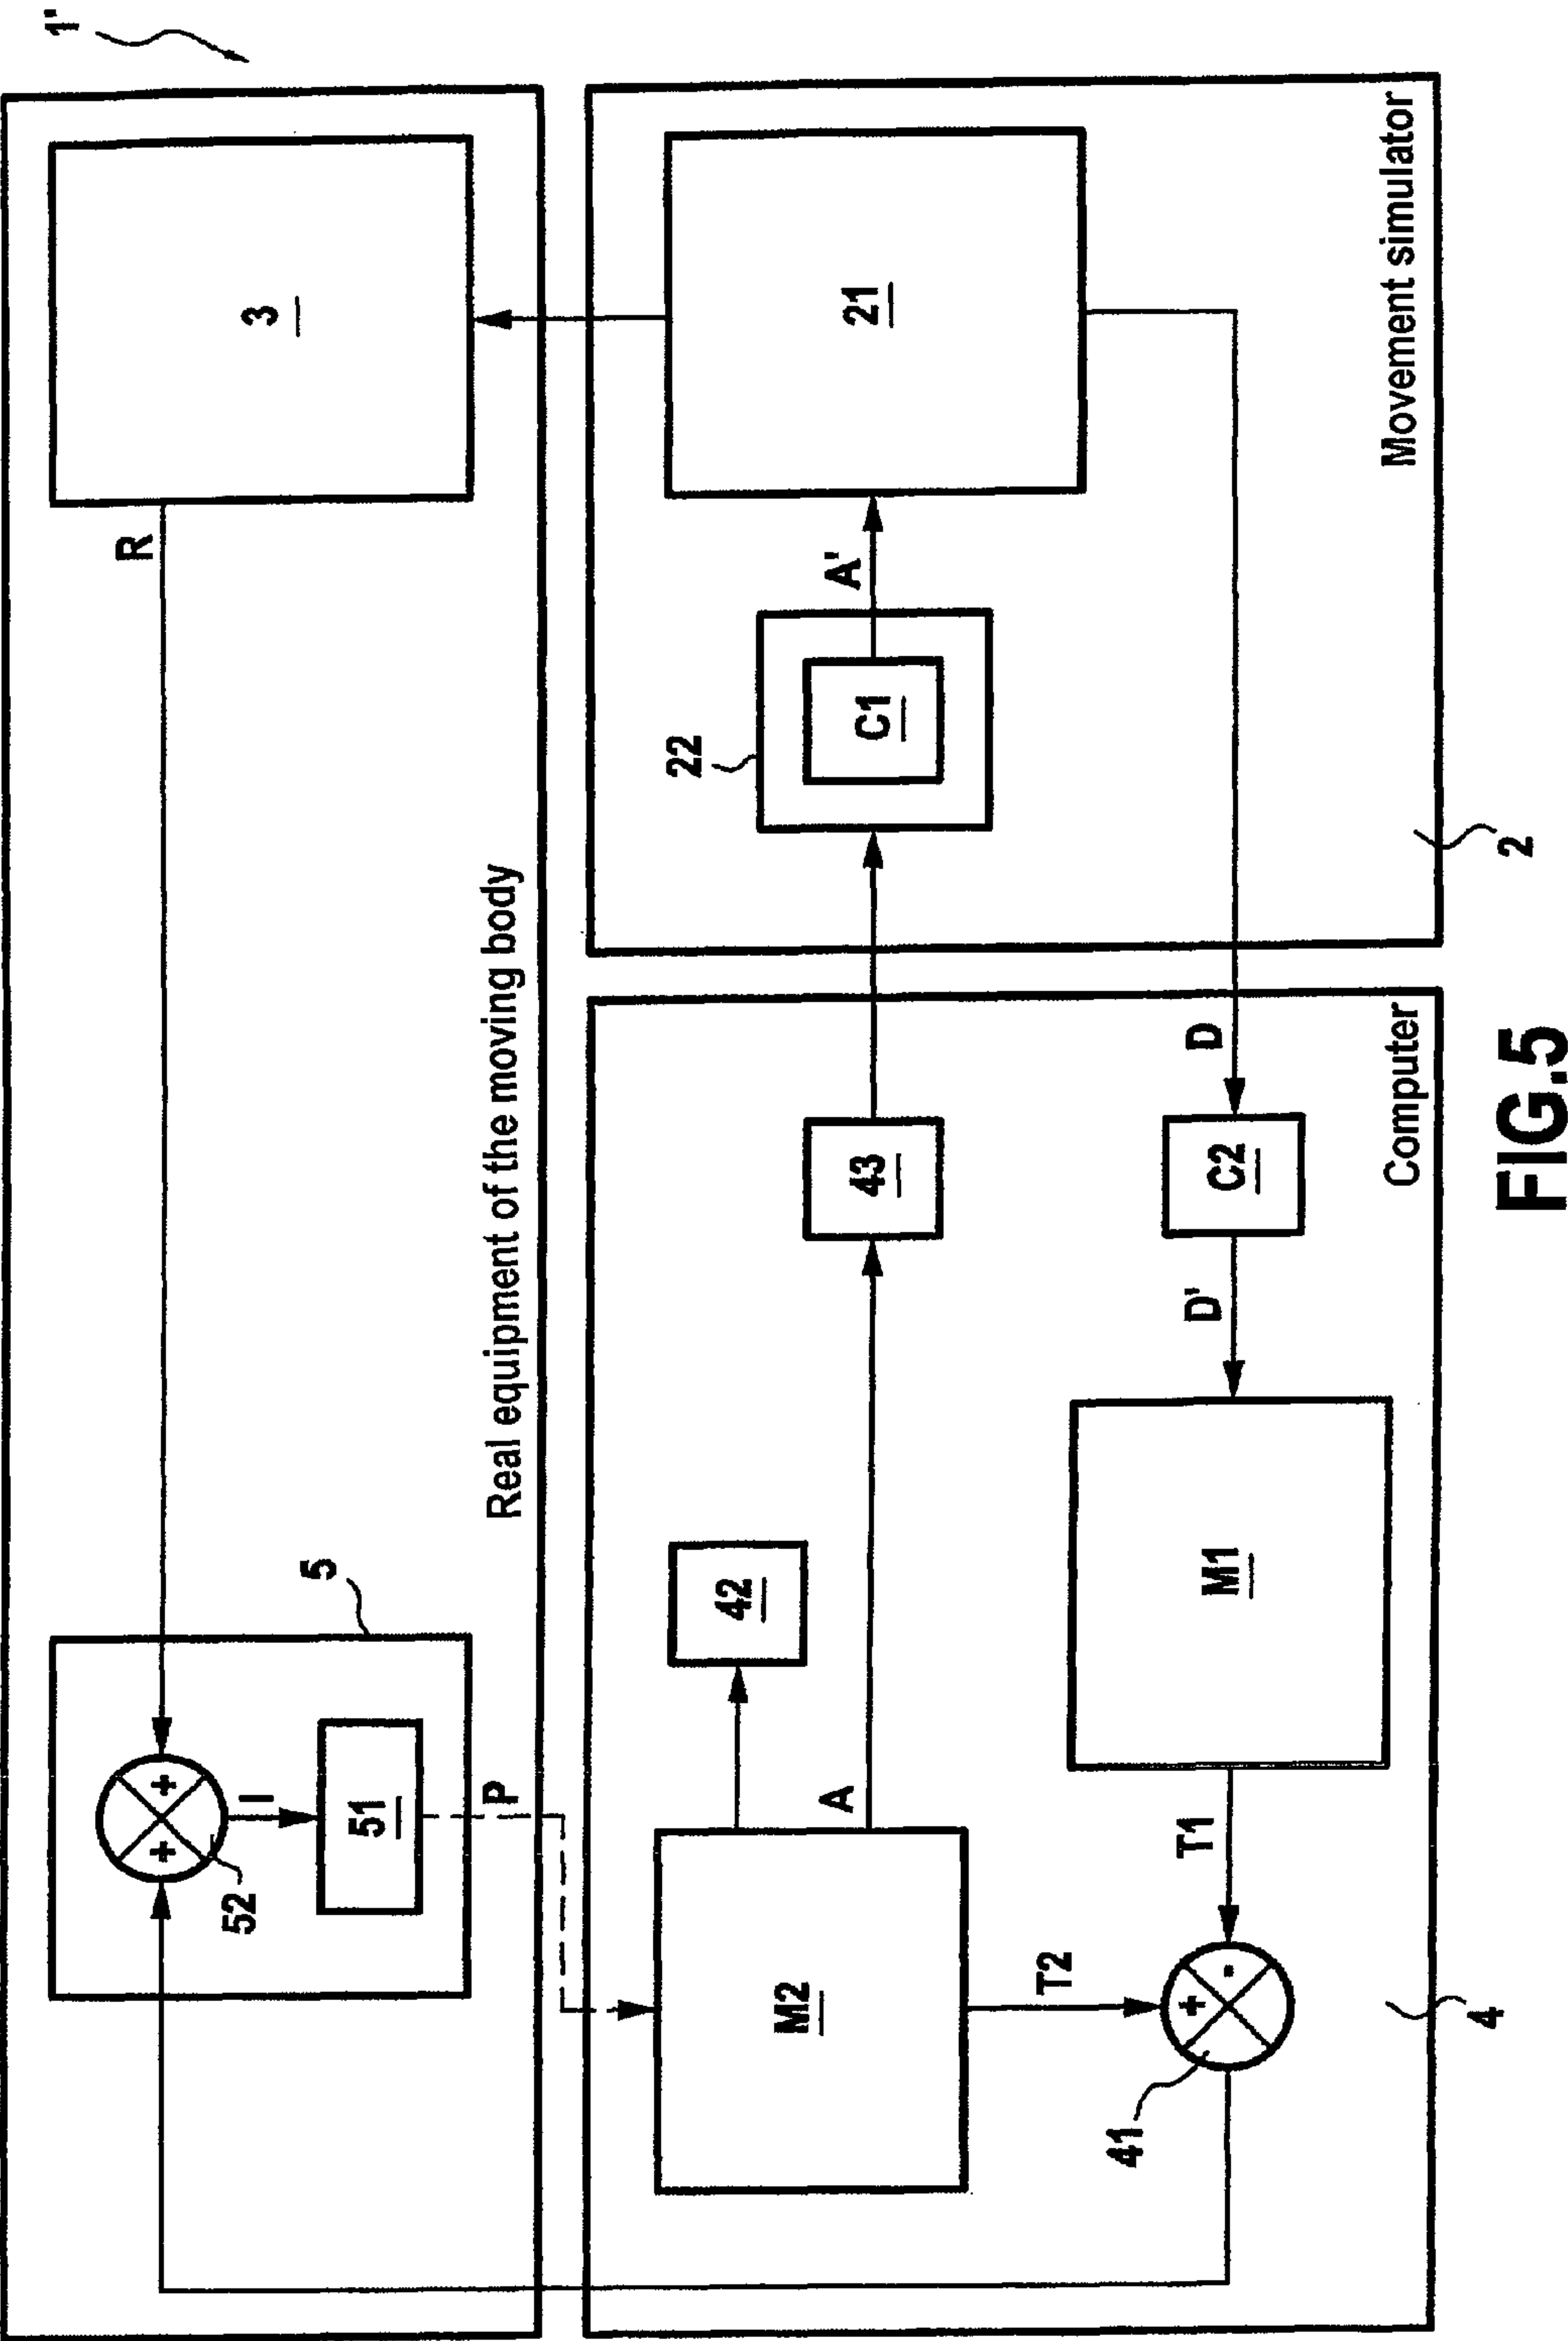 1'
R
+ +
52
I
3
5
51
P
Real equipment of the moving body
22
42
M2
A
A'
21
43
C1
T2
41
+
-
T1
D'
D
M1
C2
Computer
Movement simulator
4
2
FIG.5